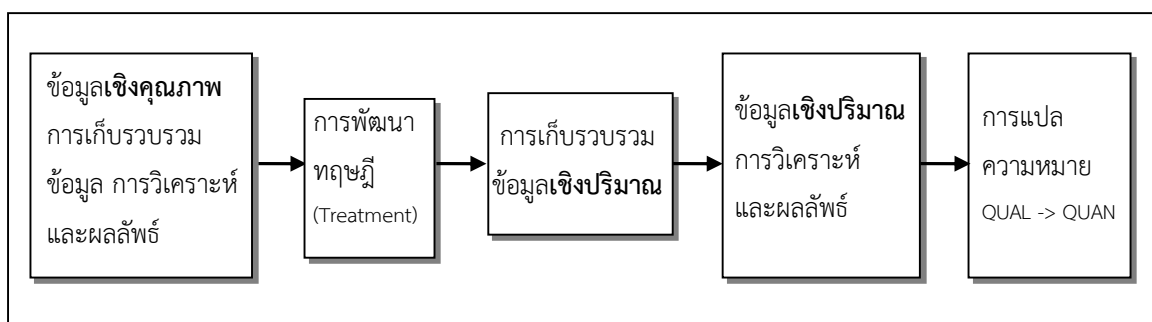 ข้อมูลเชิงคุณภาพ
การเก็บรวบรวม
ข้อมูล การวิเคราะห์
และผลลัพธ์
การพัฒนา
ทฤษฎี
(Treatment)
การเก็บรวบรวม
ข้อมูลเชิงปริมาณ
ข้อมูลเชิงปริมาณ
การวิเคราะห์
และผลลัพธ์
การแปล
ความหมาย
QUAL -> QUAN